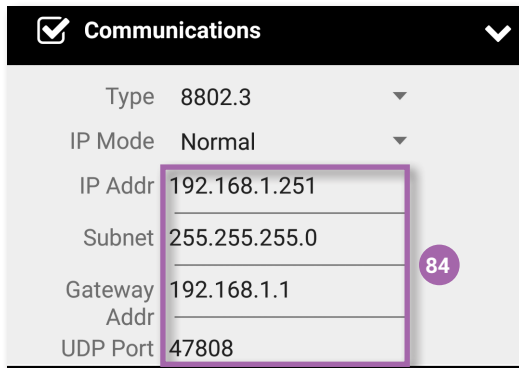 Communications
Type 8802.3
IP Mode Normal
IP Addr 192.168.1.251
Subnet 255.255.255.0
84
Gateway Addr 192.168.1.1
UDP Port 47808